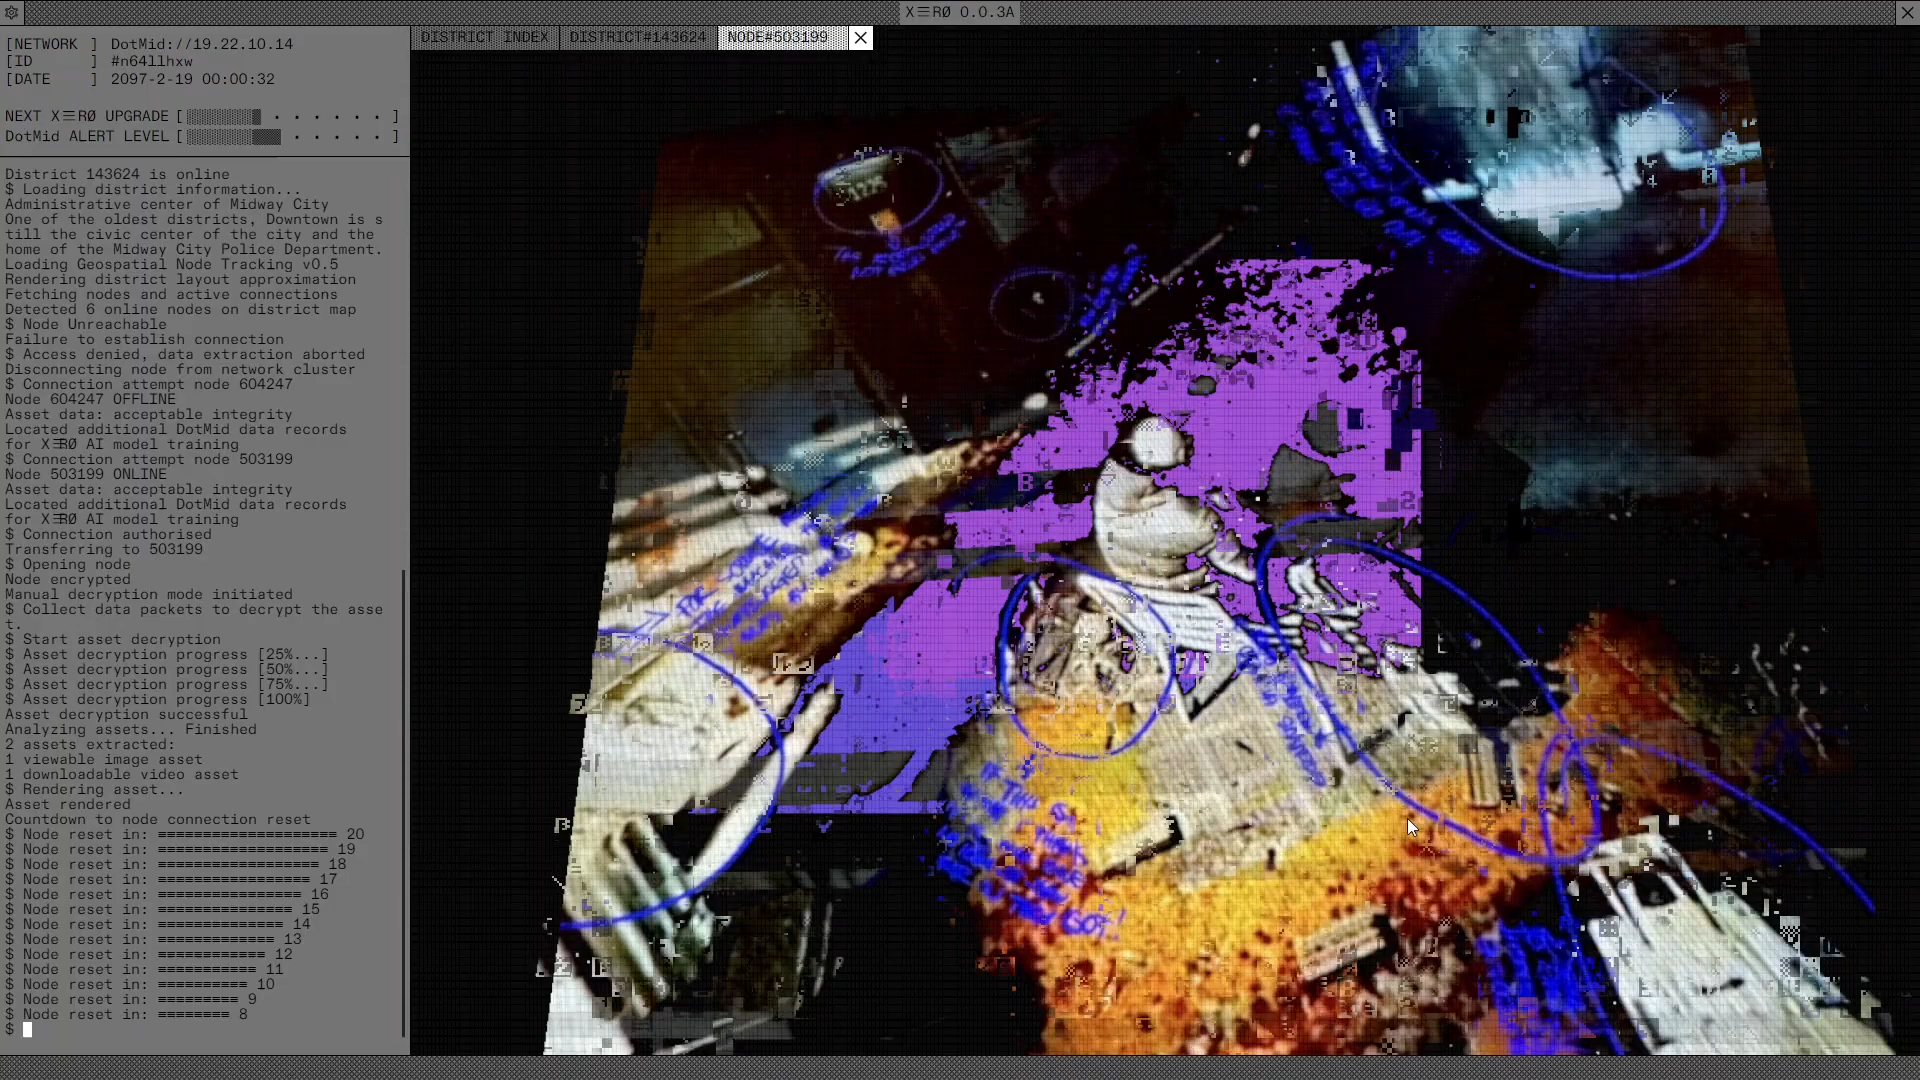 X☰RØ 0.0.3A
[NETWORK ] DotMid://19.22.10.14
[ID ] #n64llhxw
[DATE ] 2097-2-19 00:00:32
NEXT X☰RØ UPGRADE [ · · · · · · ]
DotMid ALERT LEVEL [ · · · · · ]
DISTRICT INDEX
DISTRICT#143624
NODE#503199
District 143624 is online
$ Loading district information...
Administrative center of Midway City
One of the oldest districts, Downtown is s
till the civic center of the city and the
home of the Midway City Police Department.
Loading Geospatial Node Tracking v0.5
Rendering district layout approximation
Fetching nodes and active connections
Detected 6 online nodes on district map
$ Node Unreachable
Failure to establish connection
$ Access denied, data extraction aborted
Disconnecting node from network cluster
$ Connection attempt node 604247
Node 604247 OFFLINE
Asset data: acceptable integrity
Located additional DotMid data records
for X☰RØ AI model training
$ Connection attempt node 503199
Node 503199 ONLINE
Asset data: acceptable integrity
Located additional DotMid data records
for X☰RØ AI model training
$ Connection authorised
Transferring to 503199
$ Opening node
Node encrypted
Manual decryption mode initiated
$ Collect data packets to decrypt the asse
t.
$ Start asset decryption
$ Asset decryption progress [25%...]
$ Asset decryption progress [50%...]
$ Asset decryption progress [75%...]
$ Asset decryption progress [100%]
Asset decryption successful
Analyzing assets... Finished
2 assets extracted:
1 viewable image asset
1 downloadable video asset
$ Rendering asset...
Asset rendered
Countdown to node connection reset
$ Node reset in: ==================== 20
$ Node reset in: =================== 19
$ Node reset in: ================== 18
$ Node reset in: ================= 17
$ Node reset in: ================ 16
$ Node reset in: =============== 15
$ Node reset in: ============== 14
$ Node reset in: ============= 13
$ Node reset in: ============ 12
$ Node reset in: =========== 11
$ Node reset in: ========== 10
$ Node reset in: ========= 9
$ Node reset in: ======== 8
$